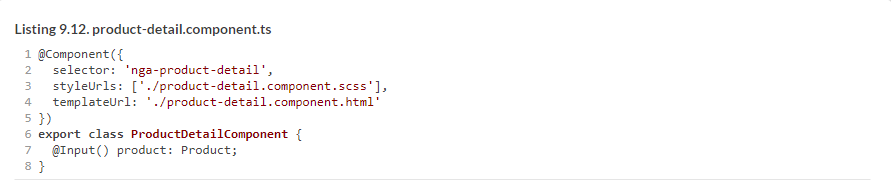 Listing 9.12. product-detail.component.ts
1 @Component({
2   selector: 'nga-product-detail',
3   styleUrls: ['./product-detail.component.scss'],
4   templateUrl: './product-detail.component.html'
5 })
6 export class ProductDetailComponent {
7   @Input() product: Product;
8 }